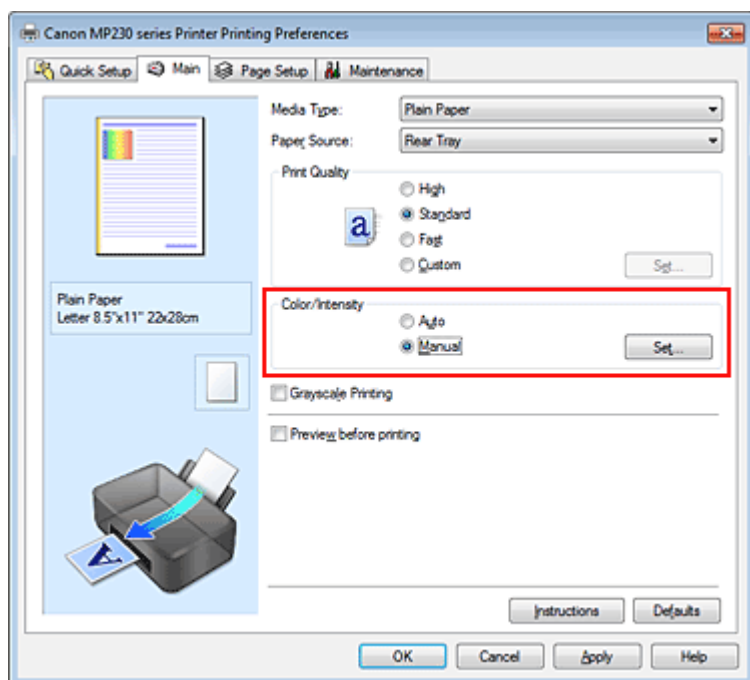 Canon MP230 series Printer Printing Preferences
Quick Setup Main Page Setup Maintenance
Media Type: Plain Paper
Paper Source: Rear Tray
Print Quality
High
Standard
Fast
Custom Set...
Plain Paper
Letter 8.5"x11" 22x28cm
Color/Intensity
Auto
Manual Set...
Grayscale Printing
Preview before printing
Instructions Defaults
OK Cancel Apply Help